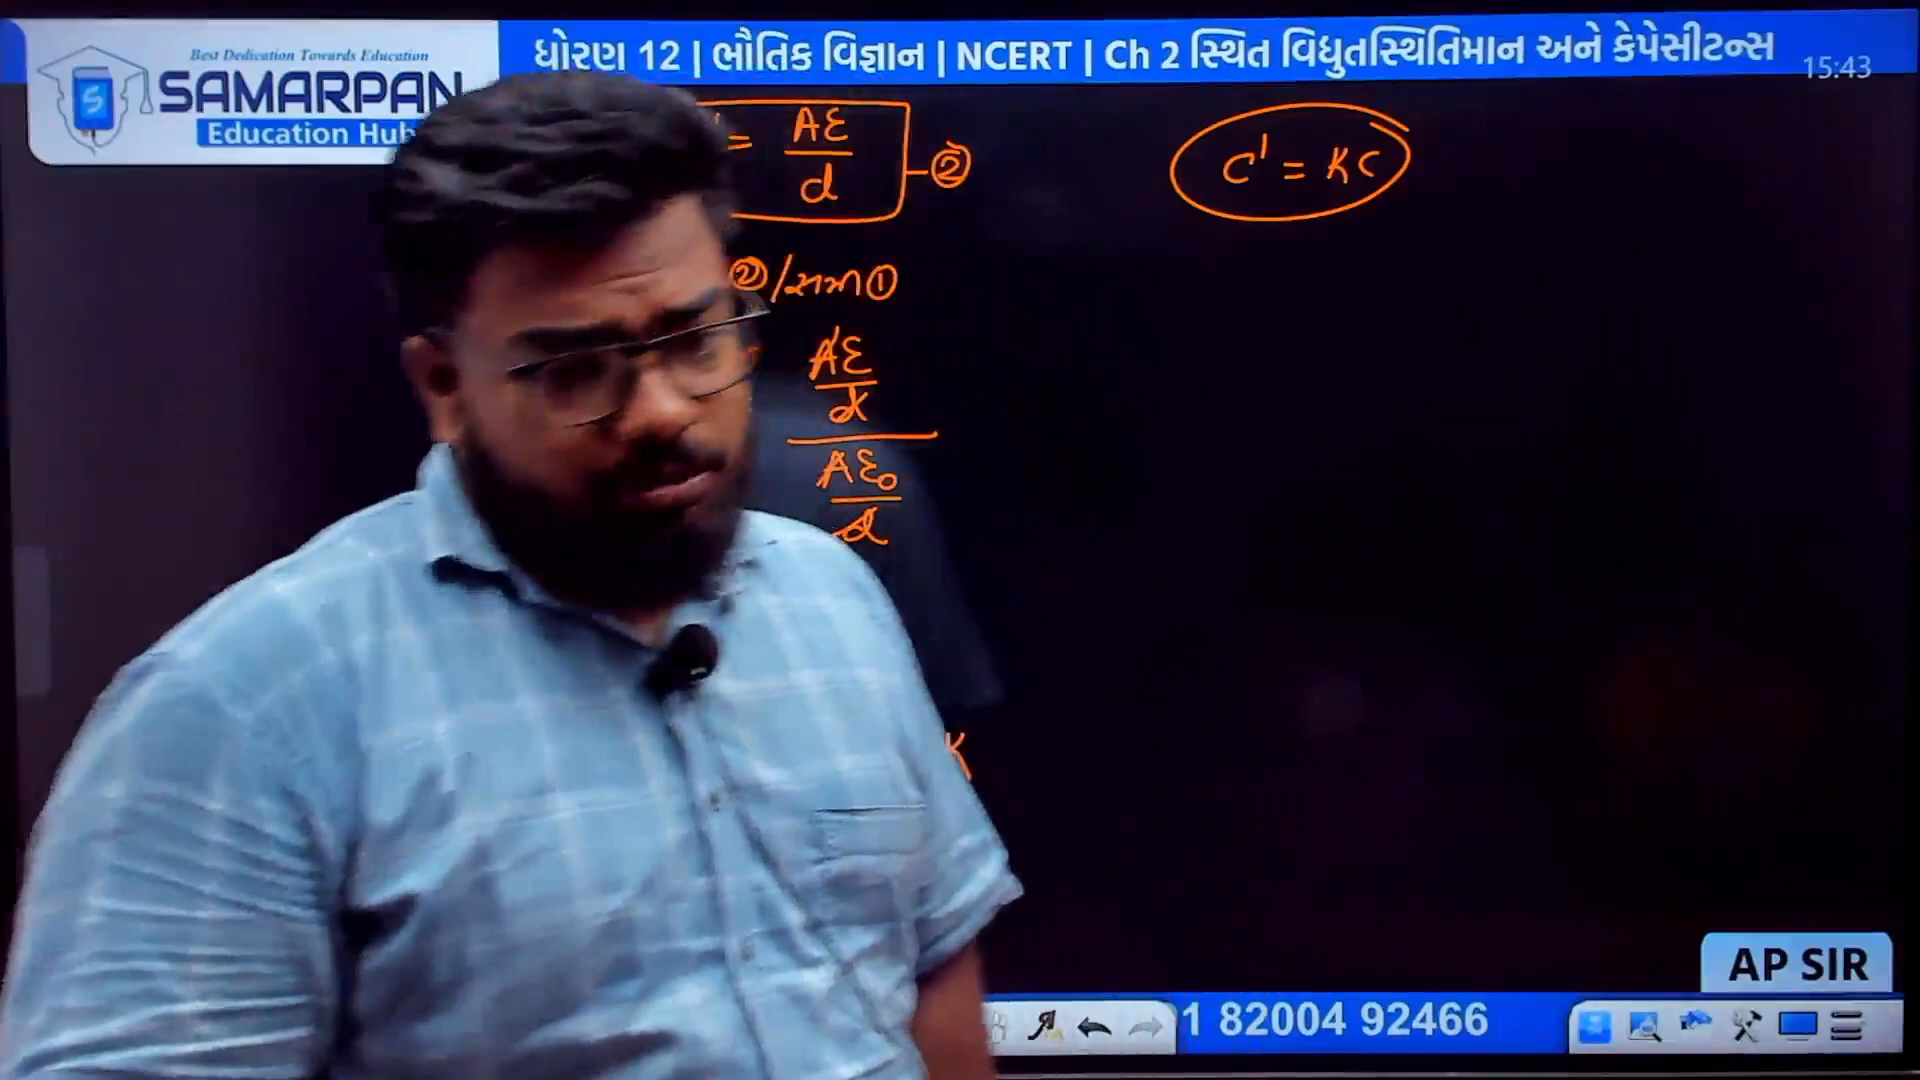 Best Dedication Towards Education
SAMARPAN
Education Hub
ધોરણ 12 | ભૌતિક વિજ્ઞાન | NCERT | Ch 2 સ્થિત વિદ્યુતસ્થિતિમાન અને કેપેસીટન્સ
15:43
' = Aε / d - ②
C' = KC
② / સમી ①
Aε / d
Aε₀ / d
K
AP SIR
1 82004 92466